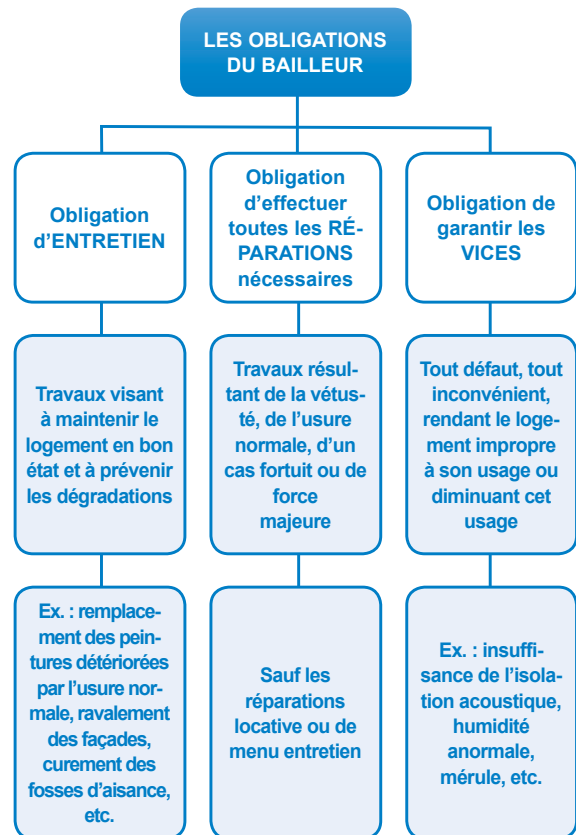 LES OBLIGATIONS
DU BAILLEUR
Obligation
d’ENTRETIEN
Obligation
d’effectuer
toutes les RÉ-
PARATIONS
nécessaires
Obligation de
garantir les
VICES
Travaux visant
à maintenir le
logement en bon
état et à prévenir
les dégradations
Travaux résul-
tant de la vétus-
té, de l’usure
normale, d’un
cas fortuit ou de
force
majeure
Tout défaut, tout
inconvénient,
rendant le loge-
ment impropre
à son usage ou
diminuant cet
usage
Ex. : remplace-
ment des pein-
tures détériorées
par l’usure nor-
male, ravalement
des façades,
curement des
fosses d’aisance,
etc.
Sauf les
réparations
locative ou de
menu entretien
Ex. : insuffi-
sance de l’isola-
tion acoustique,
humidité
anormale,
mérule, etc.